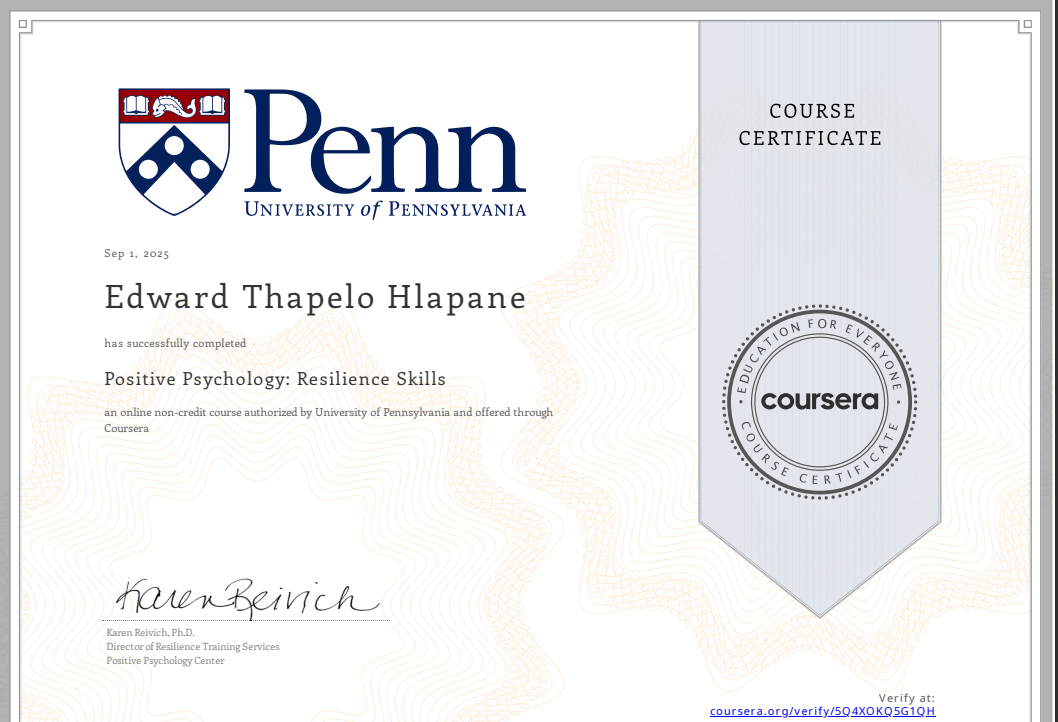 Penn
UNIVERSITY of PENNSYLVANIA
COURSE
CERTIFICATE
Sep 1, 2025
Edward Thapelo Hlapane
has successfully completed
Positive Psychology: Resilience Skills
an online non-credit course authorized by University of Pennsylvania and offered through
Coursera
EDUCATION FOR EVERYONE
coursera
COURSE CERTIFICATE
Karen Reivich
Karen Reivich, Ph.D.
Director of Resilience Training Services
Positive Psychology Center
Verify at:
coursera.org/verify/5Q4XOKQ5G1QH